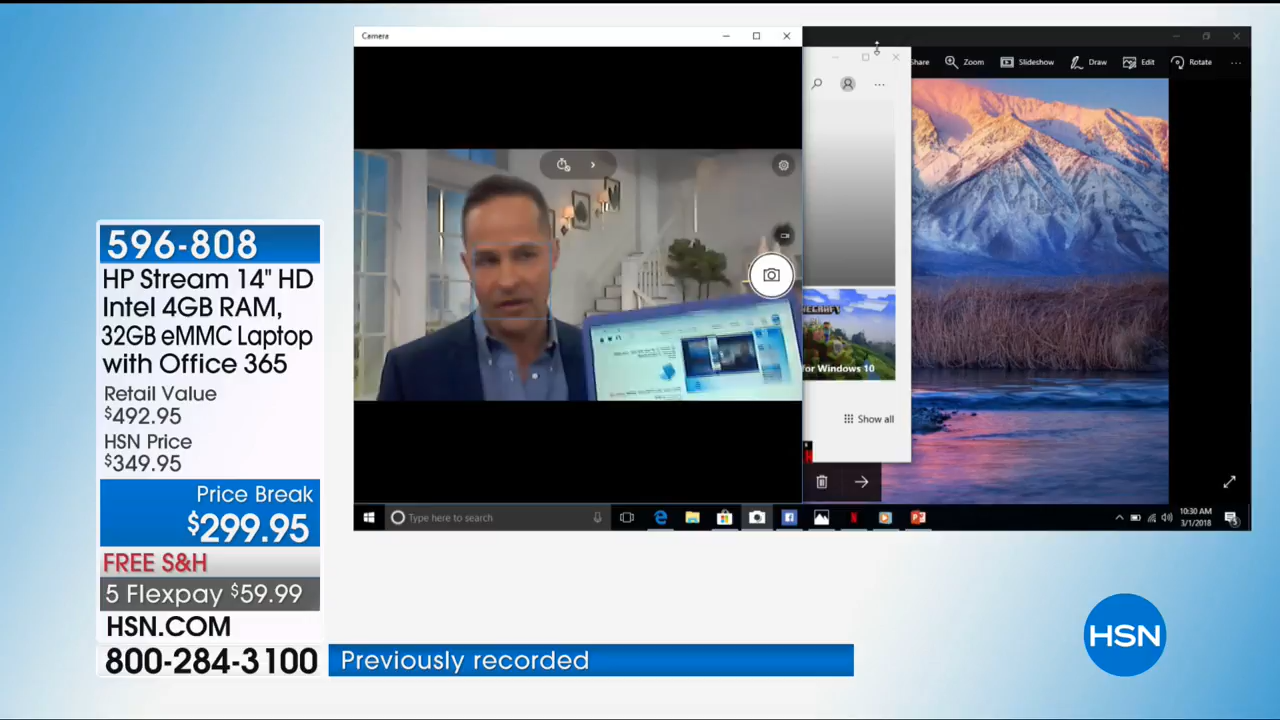 596-808
HP Stream 14" HD
Intel 4GB RAM,
32GB eMMC Laptop
with Office 365
Retail Value
$492.95
HSN Price
$349.95
Price Break
$299.95
FREE S&H
5 Flexpay $59.99
HSN.COM
800-284-3100
Previously recorded
HSN
Camera
Share
Zoom
Slideshow
Draw
Edit
Rotate
MINECRAFT
for Windows 10
Show all
Type here to search
10:30 AM
3/1/2018